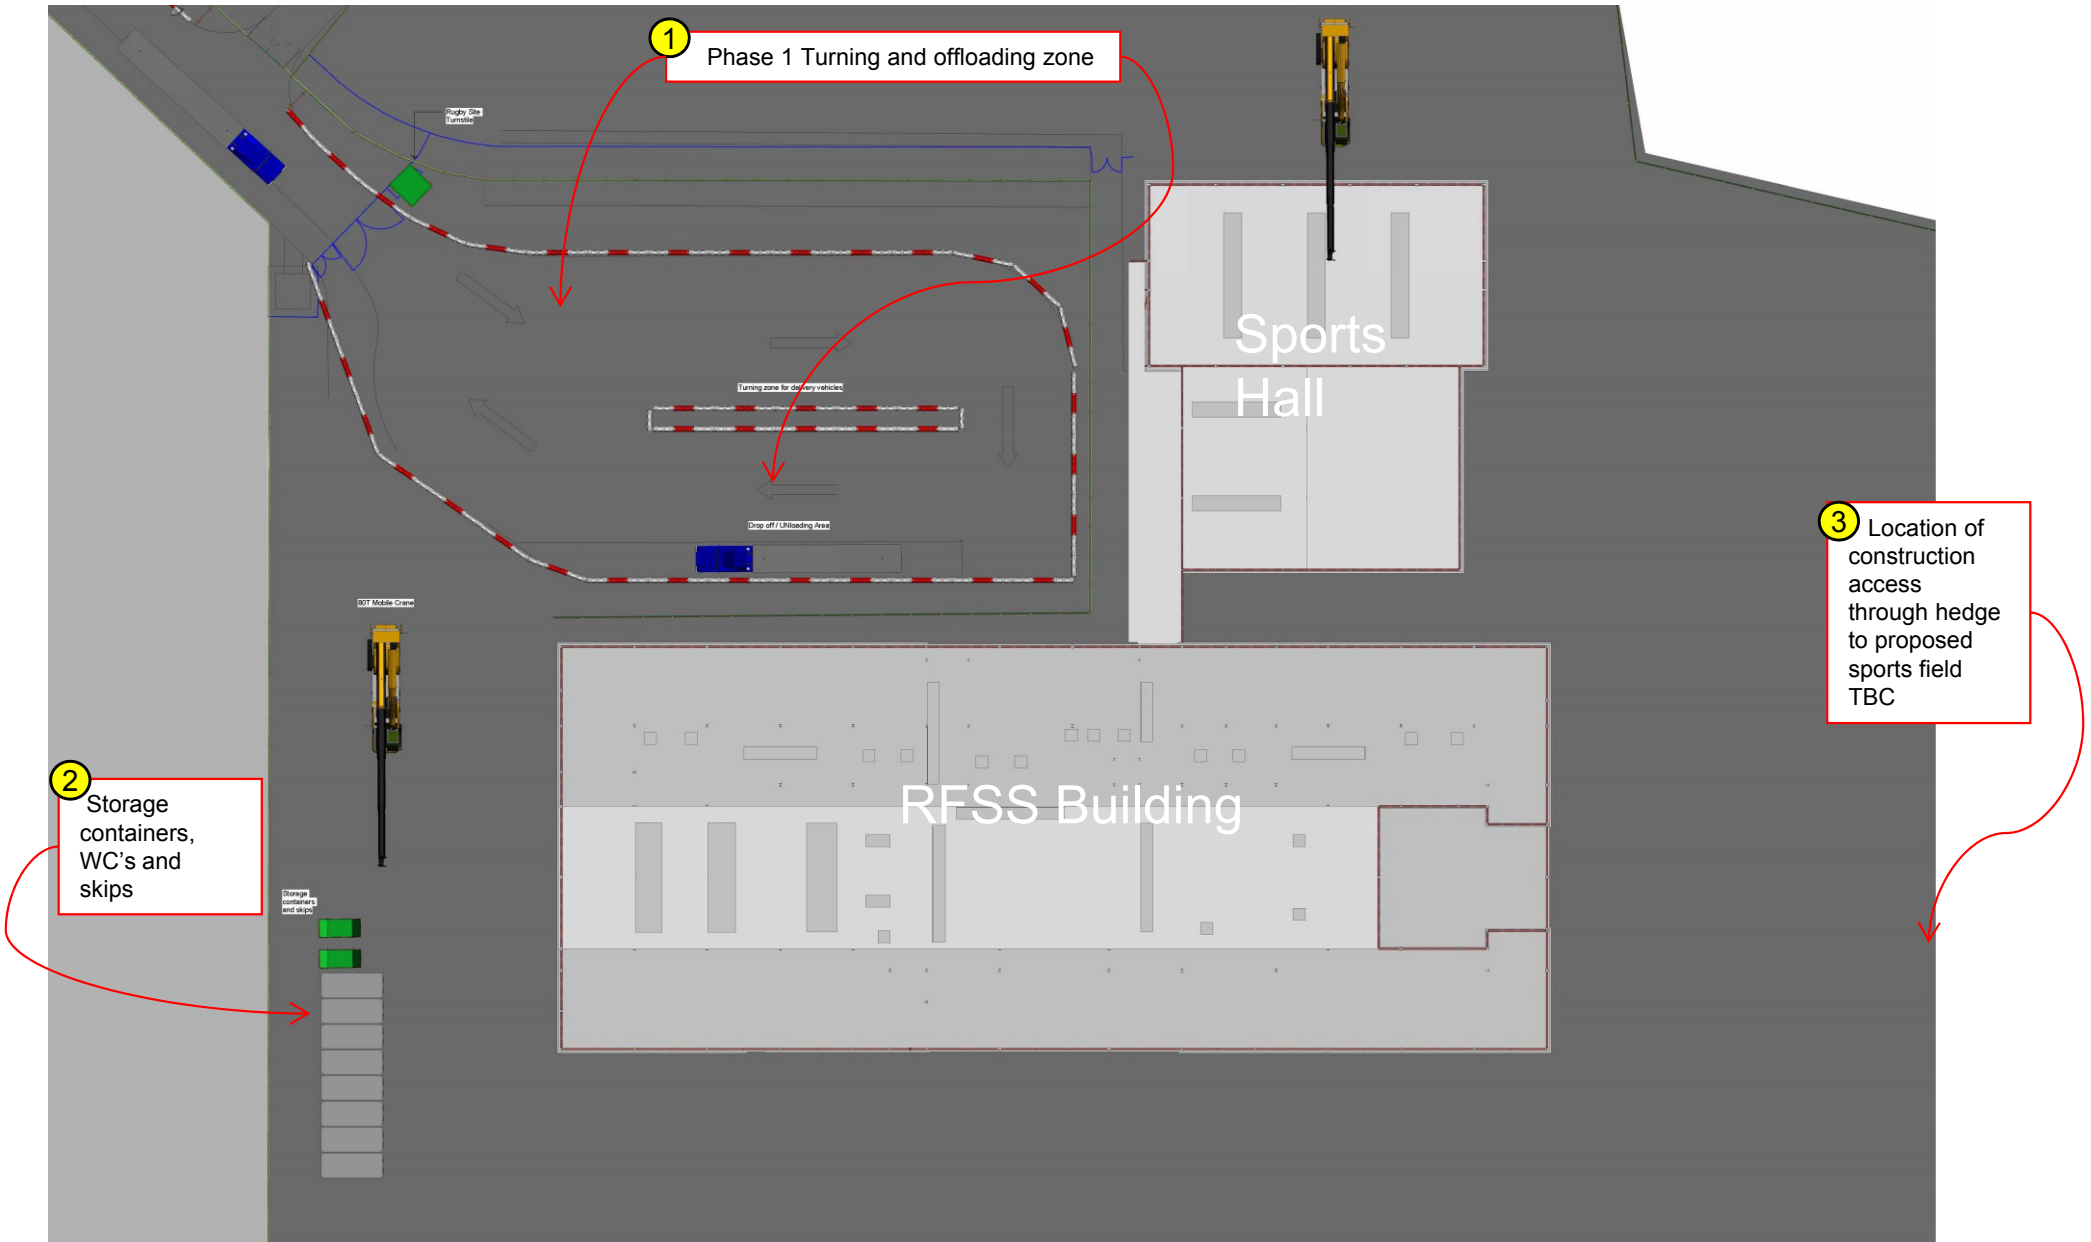 1
Phase 1 Turning and offloading zone
Rugby Site
Turnstile
Turning zone for delivery vehicles
Sports
Hall
Drop off / UNloading Area
3
Location of
construction
access
through hedge
to proposed
sports field
TBC
80T Mobile Crane
2
Storage
containers,
WC's and
skips
RFSS Building
Storage
containers
and skips